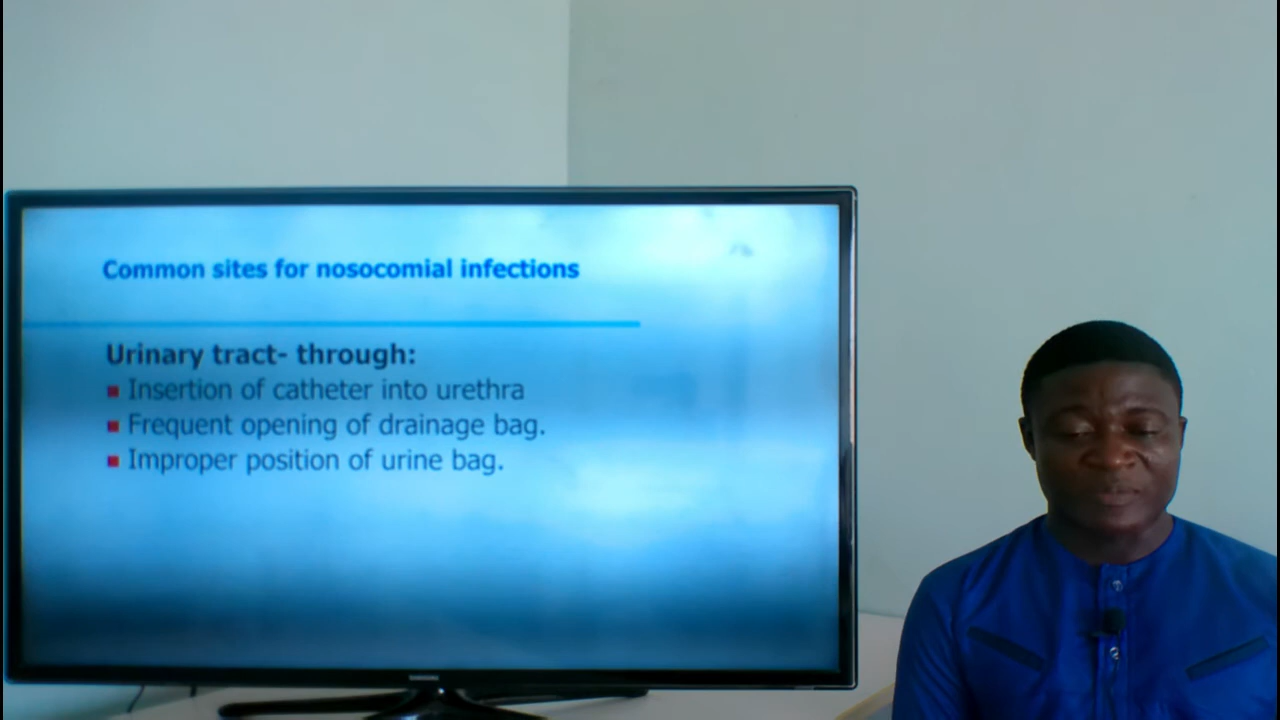 Common sites for nosocomial infections
Urinary tract- through:
Insertion of catheter into urethra
Frequent opening of drainage bag.
Improper position of urine bag.
SAMSUNG